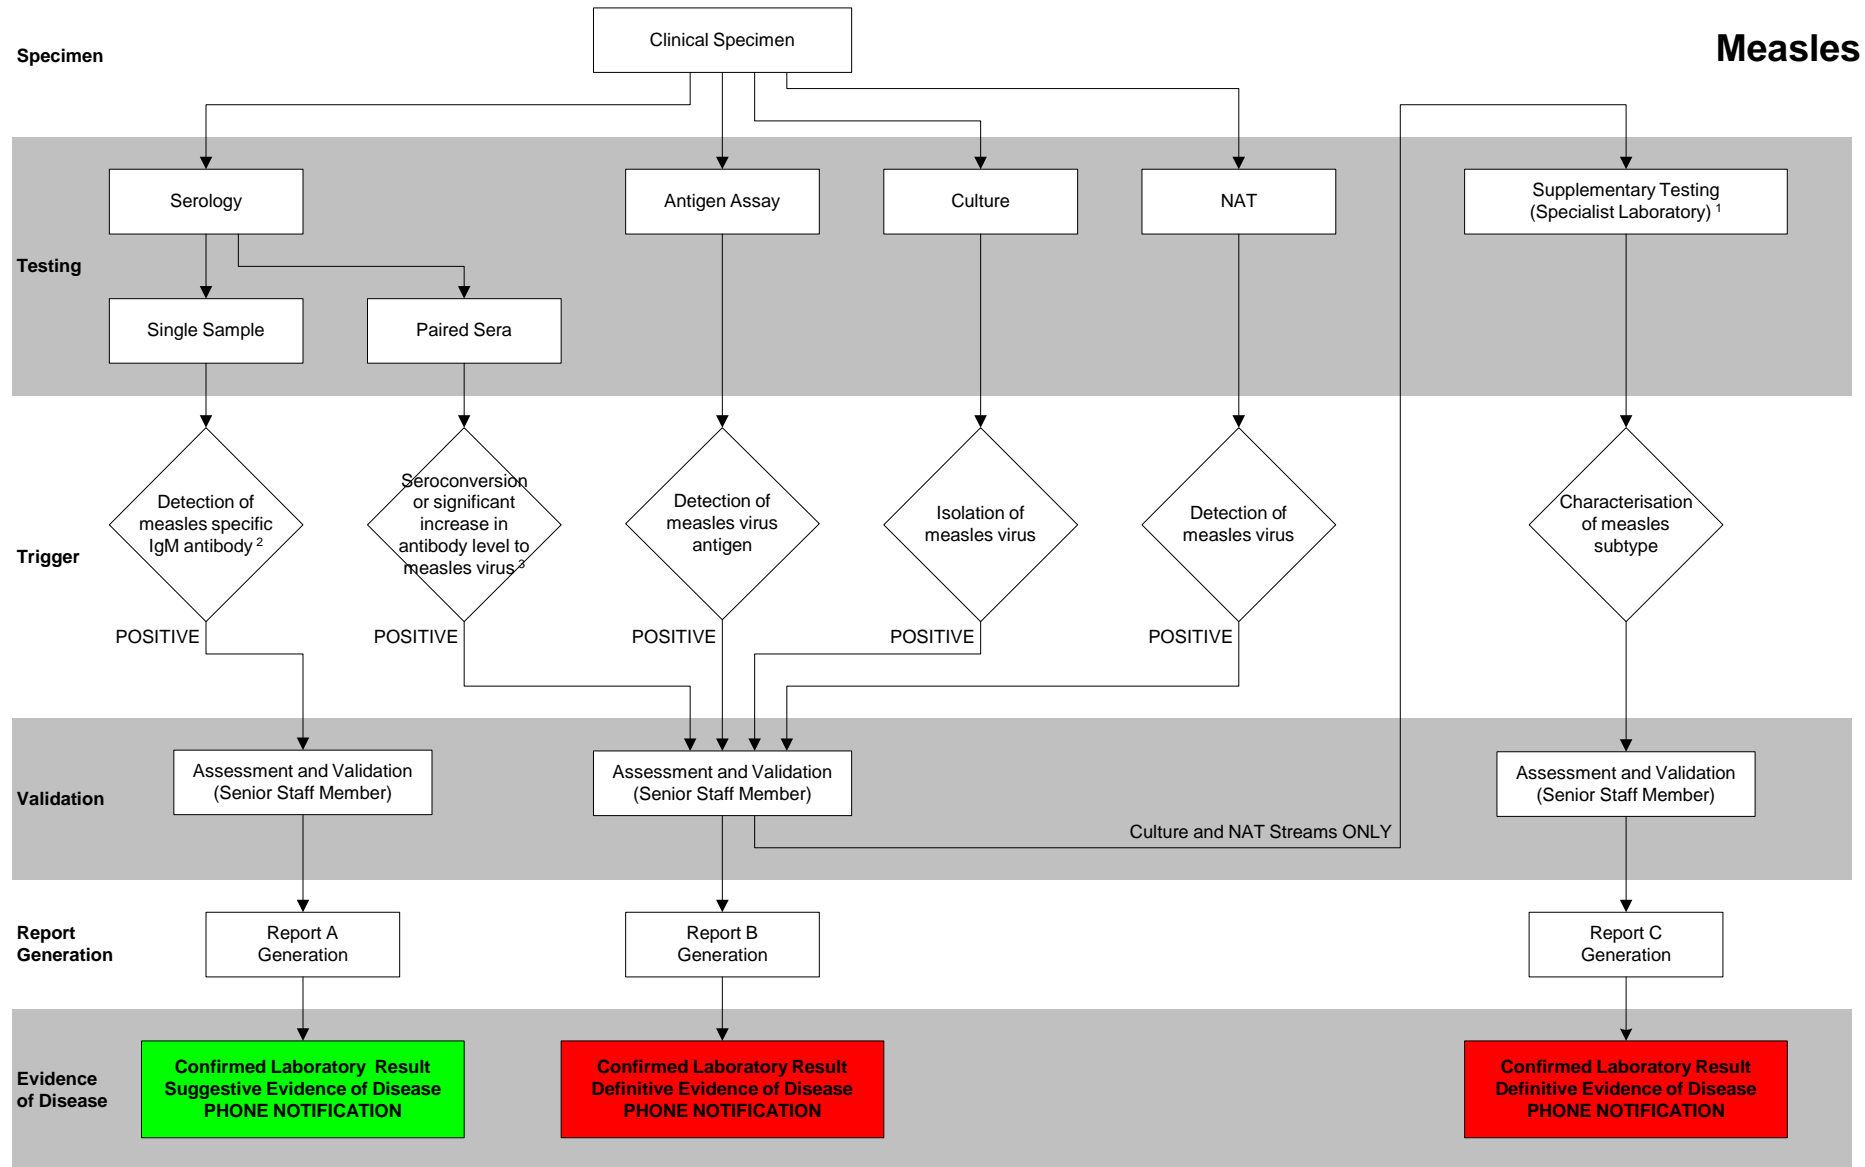 Measles
Specimen
Clinical Specimen
Testing
Serology
Antigen Assay
Culture
NAT
Supplementary Testing
(Specialist Laboratory) 1
Single Sample
Paired Sera
Trigger
Detection of
measles specific
IgM antibody 2
Seroconversion
or significant
increase in
antibody level to
measles virus 3
Detection of
measles virus
antigen
Isolation of
measles virus
Detection of
measles virus
Characterisation
of measles
subtype
POSITIVE
POSITIVE
POSITIVE
POSITIVE
POSITIVE
Validation
Assessment and Validation
(Senior Staff Member)
Assessment and Validation
(Senior Staff Member)
Assessment and Validation
(Senior Staff Member)
Culture and NAT Streams ONLY
Report
Generation
Report A
Generation
Report B
Generation
Report C
Generation
Evidence
of Disease
Confirmed Laboratory Result
Suggestive Evidence of Disease
PHONE NOTIFICATION
Confirmed Laboratory Result
Definitive Evidence of Disease
PHONE NOTIFICATION
Confirmed Laboratory Result
Definitive Evidence of Disease
PHONE NOTIFICATION